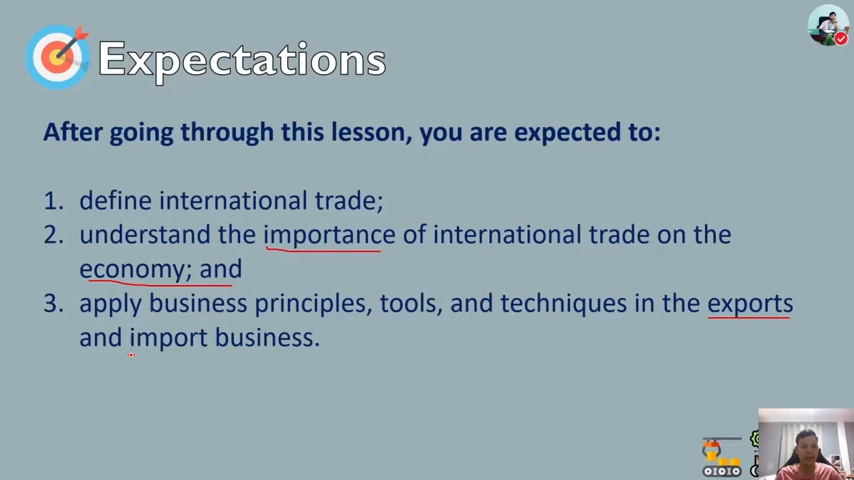 Expectations
After going through this lesson, you are expected to:
1. define international trade;
2. understand the importance of international trade on the
economy; and
3. apply business principles, tools, and techniques in the exports
and import business.